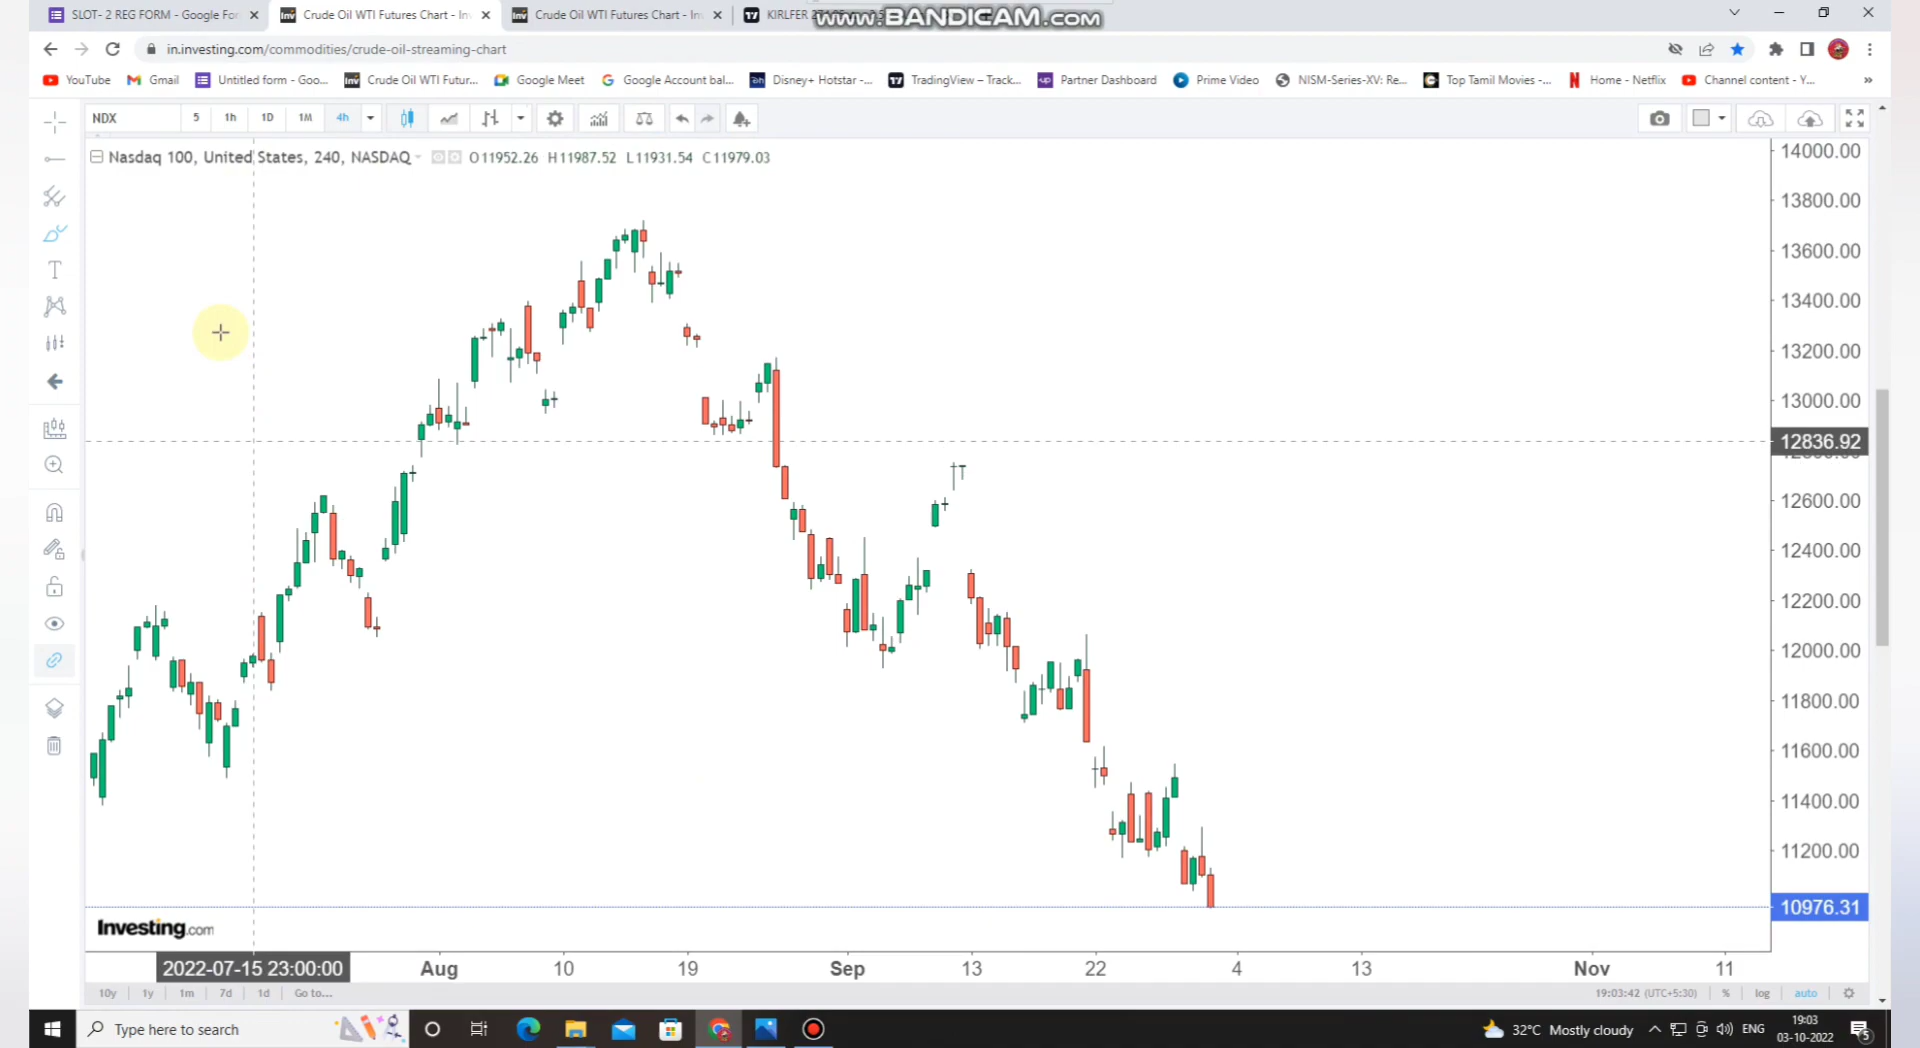 SLOT- 2 REG FORM - Google For
Crude Oil WTI Futures Chart - Inv
Crude Oil WTI Futures Chart - Inv
KIRLFER
www.BANDICAM.com
in.investing.com/commodities/crude-oil-streaming-chart
YouTube
Gmail
Untitled form - Goo...
Crude Oil WTI Futur...
Google Meet
Google Account bal...
Disney+ Hotstar -...
TradingView – Track...
Partner Dashboard
Prime Video
NISM-Series-XV: Re...
Top Tamil Movies -...
Home - Netflix
Channel content - Y...
NDX 5 1h 1D 1M 4h
Nasdaq 100, United States, 240, NASDAQ O11952.26 H11987.52 L11931.54 C11979.03
14000.00
13800.00
13600.00
13400.00
13200.00
13000.00
12836.92
12600.00
12400.00
12200.00
12000.00
11800.00
11600.00
11400.00
11200.00
10976.31
Investing.com
2022-07-15 23:00:00 Aug 10 19 Sep 13 22 4 13 Nov 11
10y 1y 1m 7d 1d Go to... 19:03:42 (UTC+5:30) % log auto
Type here to search
32°C Mostly cloudy
ENG
19:03
03-10-2022
5